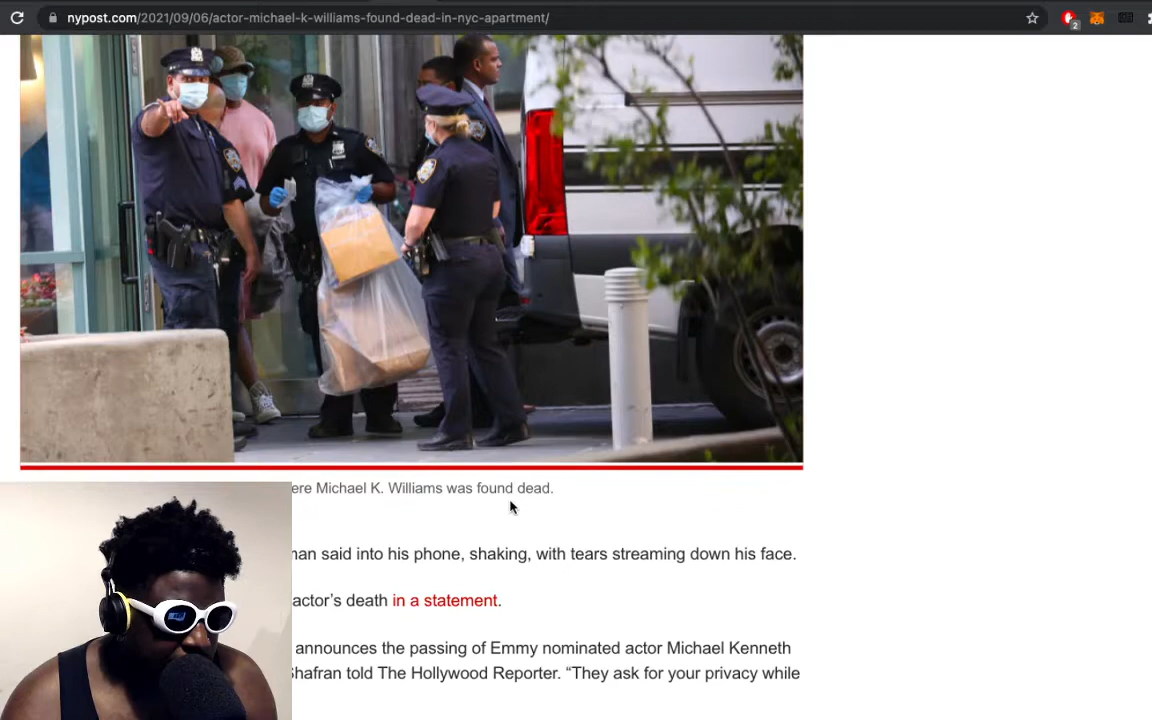 nypost.com/2021/09/06/actor-michael-k-williams-found-dead-in-nyc-apartment/
2
ere Michael K. Williams was found dead.
man said into his phone, shaking, with tears streaming down his face.
actor's death in a statement.
announces the passing of Emmy nominated actor Michael Kenneth
Shafran told The Hollywood Reporter. “They ask for your privacy while